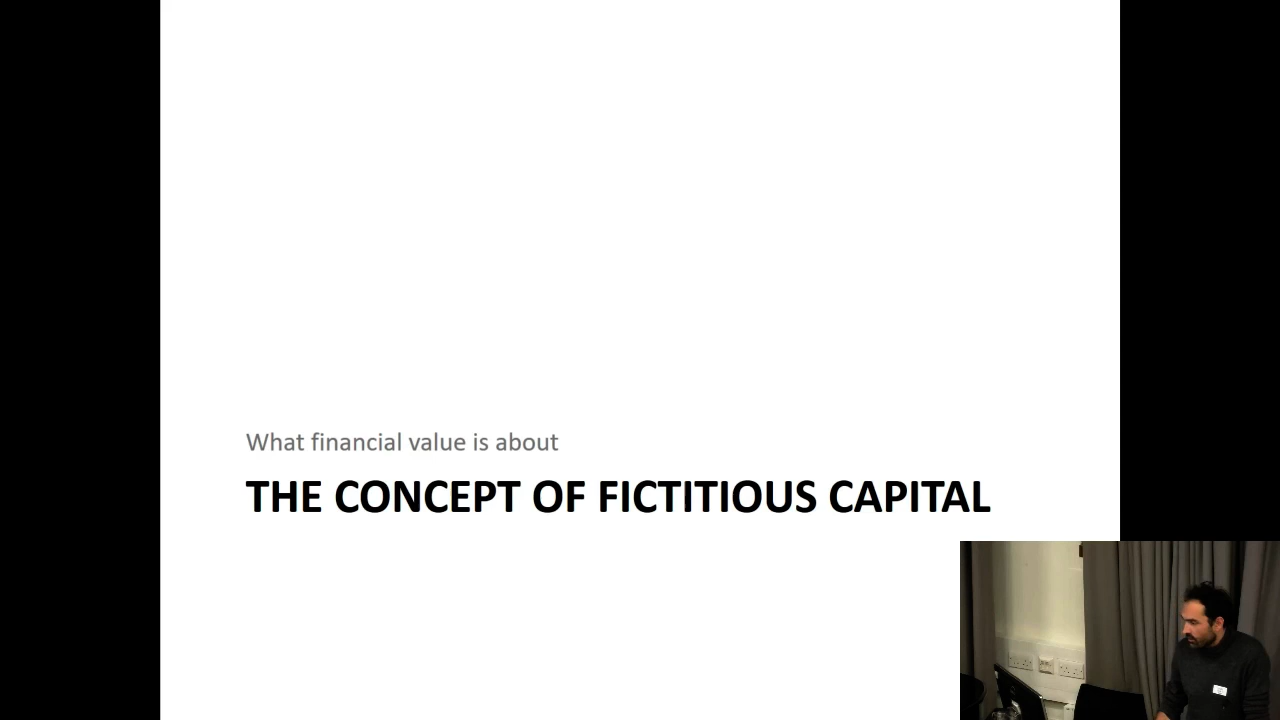 What financial value is about
THE CONCEPT OF FICTITIOUS CAPITAL